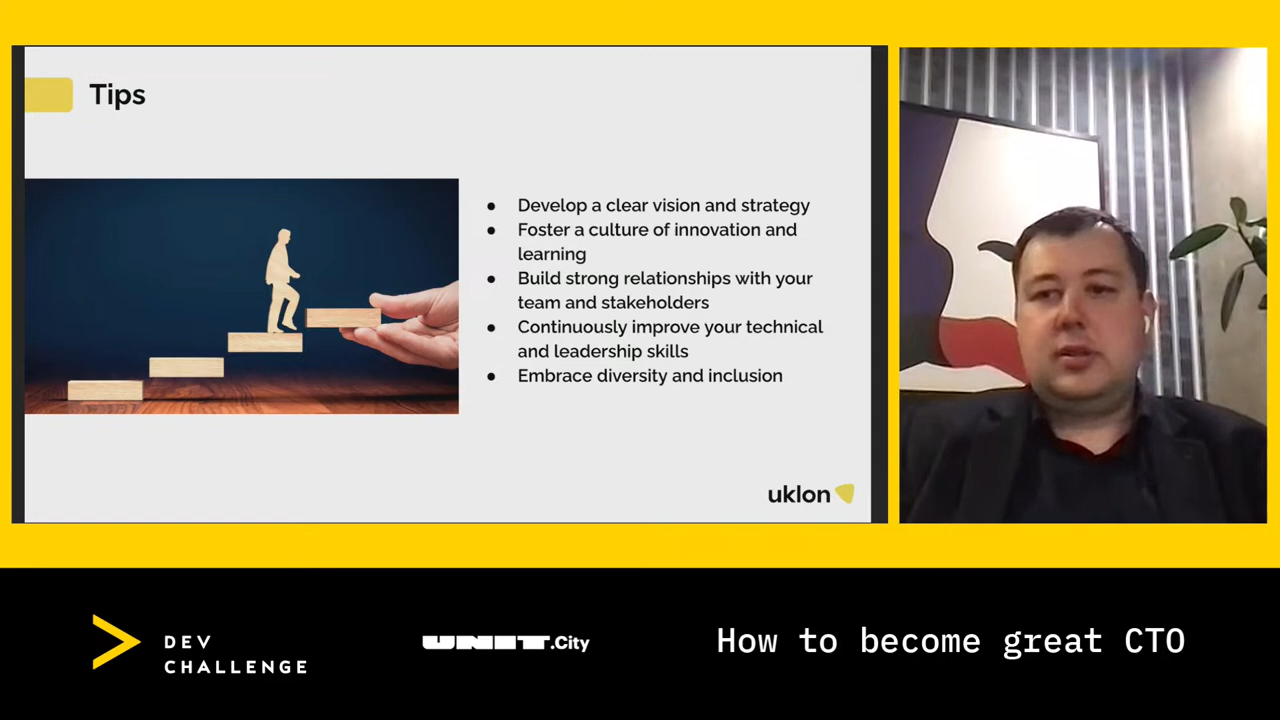 Tips
● Develop a clear vision and strategy
● Foster a culture of innovation and
learning
● Build strong relationships with your
team and stakeholders
● Continuously improve your technical
and leadership skills
● Embrace diversity and inclusion
uklon
DEV
CHALLENGE
UNIT.City
How to become great CTO